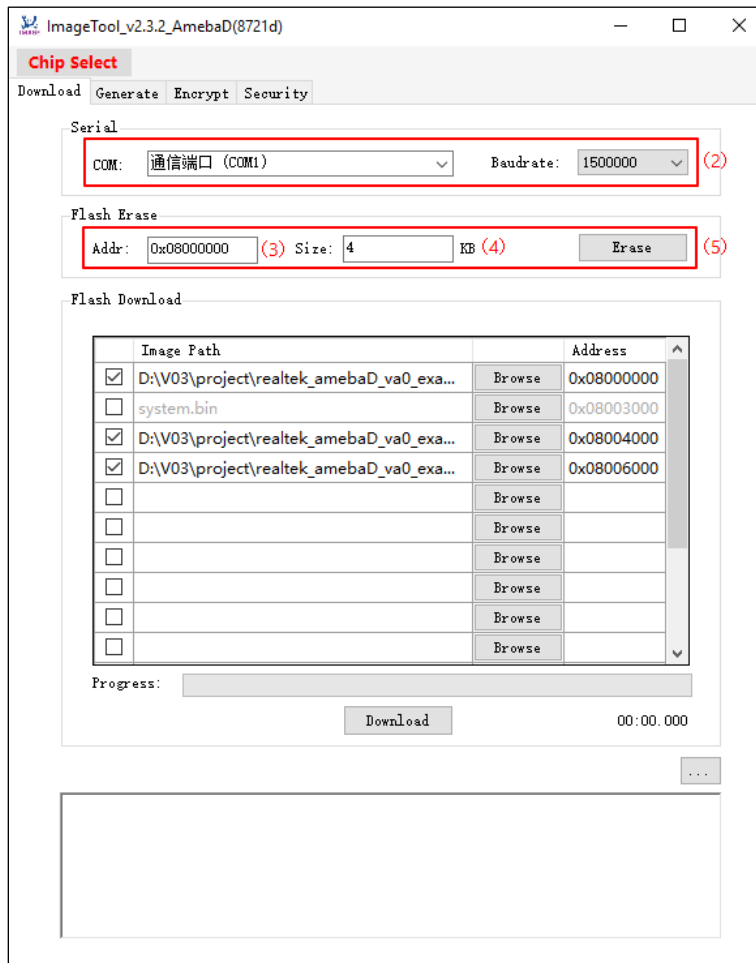 ImageTool_v2.3.2_AmebaD(8721d)
Chip Select
Download Generate Encrypt Security
Serial
COM: 通信端口 (COM1) Baudrate: 1500000 (2)
Flash Erase
Addr: 0x08000000 (3) Size: 4 KB (4) Erase (5)
Flash Download
Image Path Address
D:\V03\project\realtek_amebaD_va0_exa... Browse 0x08000000
system.bin Browse 0x08003000
D:\V03\project\realtek_amebaD_va0_exa... Browse 0x08004000
D:\V03\project\realtek_amebaD_va0_exa... Browse 0x08006000
Browse
Browse
Browse
Browse
Browse
Browse
Progress:
Download 00:00.000
...